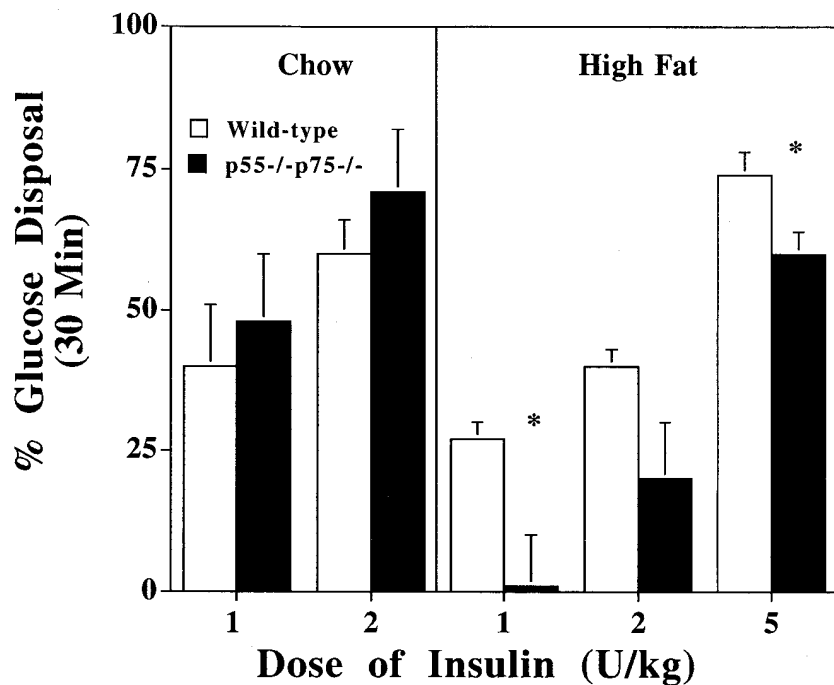 % Glucose Disposal
(30 Min)
100
75
50
25
0
Chow
High Fat
Wild-type
p55-/-p75-/-
*
*
1
2
1
2
5
Dose of Insulin (U/kg)